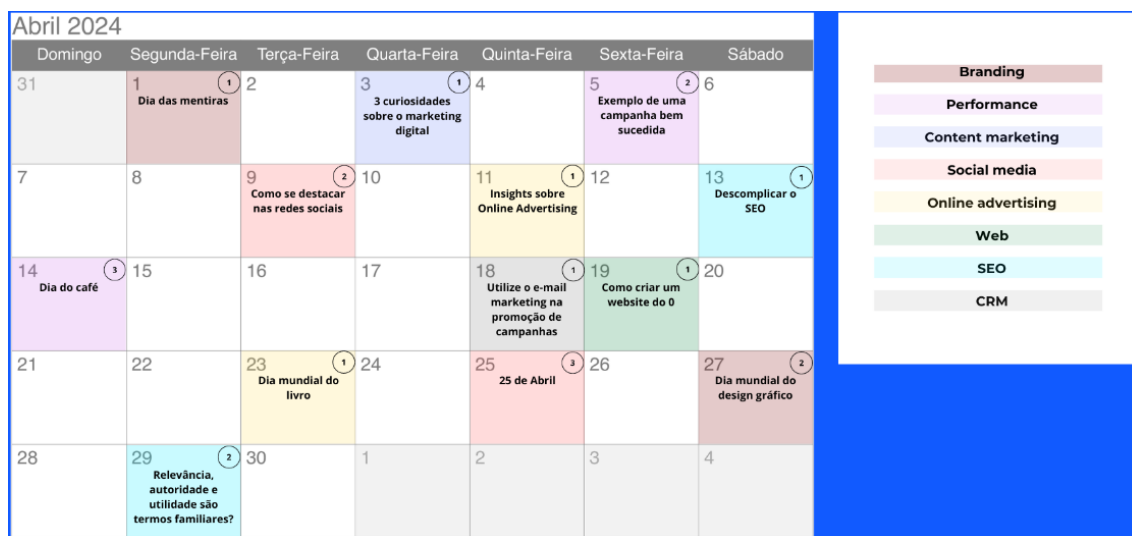 Abril 2024
Domingo Segunda-Feira Terça-Feira Quarta-Feira Quinta-Feira Sexta-Feira Sábado
31 1 1 2 3 1 4 5 2 6
Dia das mentiras
3 curiosidades
sobre o marketing
digital
Exemplo de uma
campanha bem
sucedida
7 8 9 2 10 11 1 12 13 1
Como se destacar
nas redes sociais
Insights sobre
Online Advertising
Descomplicar o
SEO
14 3 15 16 17 18 1 19 1 20
Dia do café
Utilize o e-mail
marketing na
promoção de
campanhas
Como criar um
website do 0
21 22 23 1 24 25 3 26 27 2
Dia mundial do
livro
25 de Abril
Dia mundial do
design gráfico
28 29 2 30 1 2 3 4
Relevância,
autoridade e
utilidade são
termos familiares?
Branding
Performance
Content marketing
Social media
Online advertising
Web
SEO
CRM